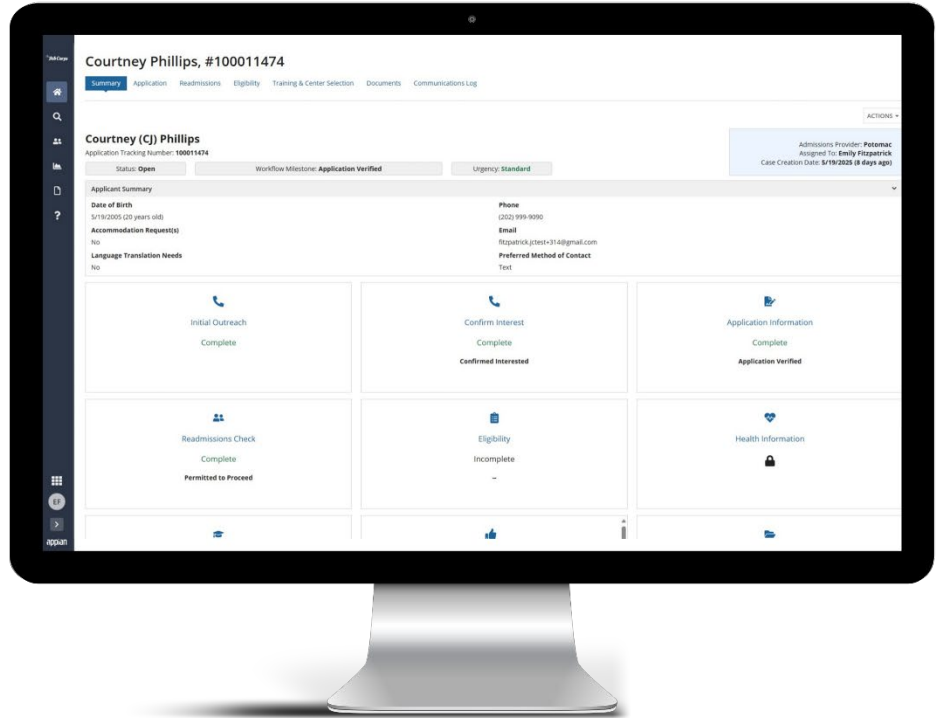 Courtney Phillips, #100011474
Summary Application Readmissions Eligibility Training & Center Selection Documents Communications Log
ACTIONS
Courtney (CJ) Phillips
Application Tracking Number: 100011474
Status: Open Workflow Milestone: Application Verified Urgency: Standard
Admissions Provider: Potomac
Assigned To: Emily Fitzpatrick
Case Creation Date: 5/19/2025 (8 days ago)
Applicant Summary
Date of Birth
5/19/2005 (20 years old)
Accommodation Request(s)
No
Language Translation Needs
No
Phone
(202) 999-9090
Email
fitzpatrick.jctest+314@gmail.com
Preferred Method of Contact
Text
Initial Outreach
Complete
Confirm Interest
Complete
Confirmed Interested
Application Information
Complete
Application Verified
Readmissions Check
Complete
Permitted to Proceed
Eligibility
Incomplete
--
Health Information
?
EF
appian